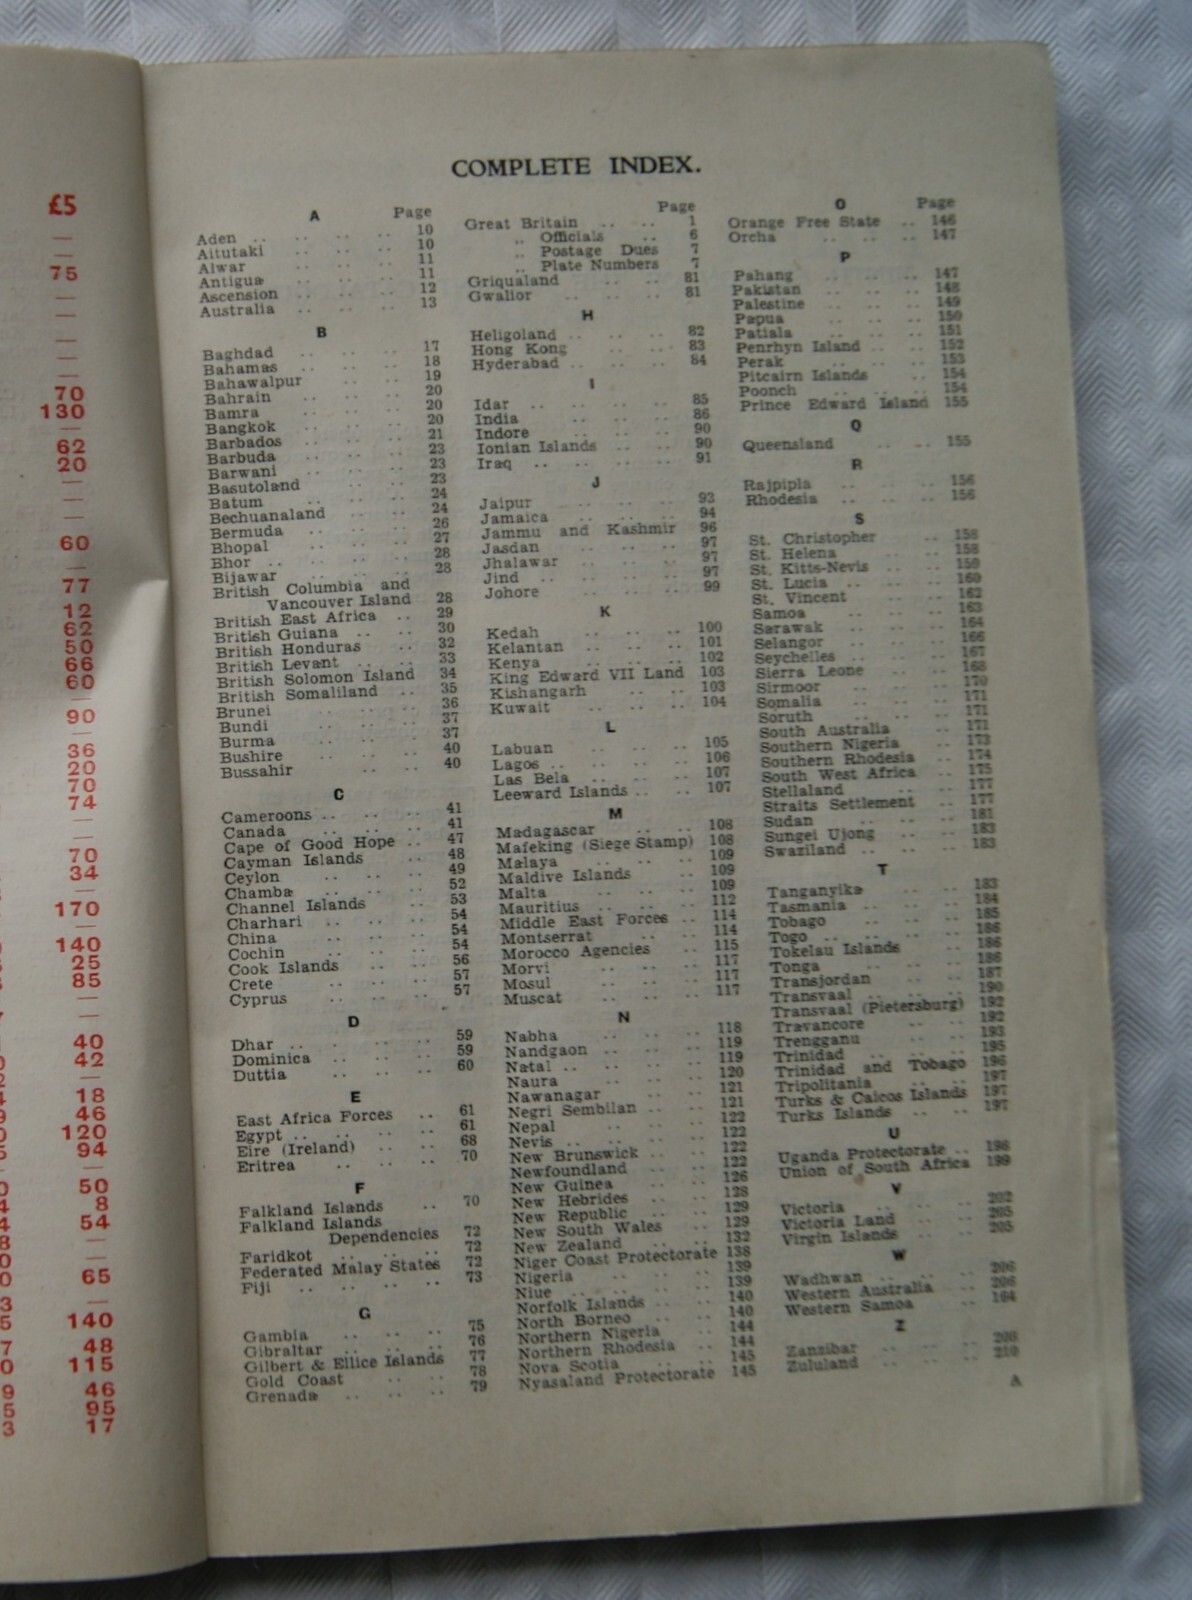 £5
75
70
130
62
20
60
77
12
62
50
66
60
90
36
20
70
74
70
34
170
140
25
85
40
42
18
46
120
94
50
8
54
65
140
48
115
46
95
17
COMPLETE INDEX.
A Page
Aden .. .. .. .. 10
Aitutaki .. .. .. 10
Alwar .. .. .. 11
Antigua .. .. .. 11
Ascension .. .. .. 12
Australia .. .. .. 13
B
Baghdad .. .. .. 17
Bahamas .. .. .. 18
Bahawalpur .. .. 19
Bahrain .. .. .. 20
Bamra .. .. .. 20
Bangkok .. .. .. 20
Barbados .. .. .. 21
Barbuda .. .. .. 23
Barwani .. .. .. 23
Basutoland .. .. 23
Batum .. .. .. 24
Bechuanaland .. .. 24
Bermuda .. .. .. 26
Bhopal .. .. .. 27
Bhor .. .. .. .. 28
Bijawar .. .. .. 28
British Columbia and
Vancouver Island 28
British East Africa .. 29
British Guiana .. .. 30
British Honduras .. 32
British Levant .. .. 33
British Solomon Island 34
British Somaliland .. 35
Brunei .. .. .. 36
Bundi .. .. .. 37
Burma .. .. .. 37
Bushire .. .. .. 40
Bussahir .. .. 40
C
Cameroons .. .. .. 41
Canada .. .. .. 41
Cape of Good Hope .. 47
Cayman Islands .. 48
Ceylon .. .. .. 49
Chamba .. .. .. 52
Channel Islands .. 53
Charhari .. .. .. 54
China .. .. .. 54
Cochin .. .. .. 54
Cook Islands .. .. 56
Crete .. .. .. 57
Cyprus .. .. .. 57
D
Dhar .. .. .. .. 59
Dominica .. .. .. 59
Duttia .. .. .. 60
E
East Africa Forces .. 61
Egypt .. .. .. .. 61
Eire (Ireland) .. .. 68
Eritrea .. .. .. 70
F
Falkland Islands .. 70
Falkland Islands
Dependencies 72
Faridkot .. .. .. 72
Federated Malay States 72
Fiji .. .. .. .. 73
G
Gambia .. .. .. 75
Gibraltar .. .. .. 76
Gilbert & Ellice Islands 77
Gold Coast .. .. 78
Grenada .. .. .. 79
Page
Great Britain .. .. 1
,, Officials .. 6
,, Postage Dues 7
,, Plate Numbers 7
Griqualand .. .. 81
Gwalior .. .. .. 81
H
Heligoland .. .. .. 82
Hong Kong .. .. 83
Hyderabad .. .. .. 84
I
Idar .. .. .. .. 85
India .. .. .. 86
Indore .. .. .. 90
Ionian Islands .. .. 90
Iraq .. .. .. .. 91
J
Jaipur .. .. .. 93
Jamaica .. .. .. 94
Jammu and Kashmir 96
Jasdan .. .. .. 97
Jhalawar .. .. .. 97
Jind .. .. .. .. 97
Johore .. .. .. 99
K
Kedah .. .. .. 100
Kelantan .. .. .. 101
Kenya .. .. .. 102
King Edward VII Land 103
Kishangarh .. .. 103
Kuwait .. .. .. 104
L
Labuan .. .. .. 105
Lagos .. .. .. .. 106
Las Bela .. .. .. 107
Leeward Islands .. .. 107
M
Madagascar .. .. 108
Mafeking (Siege Stamp) 108
Malaya .. .. .. 109
Maldive Islands .. 109
Malta .. .. .. 109
Mauritius .. .. .. 112
Middle East Forces .. 114
Montserrat .. .. 114
Morocco Agencies .. 115
Morvi .. .. .. 117
Mosul .. .. .. 117
Muscat .. .. .. 117
N
Nabha .. .. .. 118
Nandgaon .. .. .. 119
Natal .. .. .. .. 119
Naura .. .. .. 120
Nawanagar .. .. 121
Negri Sembilan .. .. 121
Nepal .. .. .. 122
Nevis .. .. .. .. 122
New Brunswick .. .. 122
Newfoundland .. .. 122
New Guinea .. .. 126
New Hebrides .. .. 128
New Republic .. .. 129
New South Wales .. 129
New Zealand .. .. 132
Niger Coast Protectorate 138
Nigeria .. .. .. 139
Niue .. .. .. .. 139
Norfolk Islands .. .. 140
North Borneo .. .. 140
Northern Nigeria .. 144
Northern Rhodesia .. 144
Nova Scotia .. .. 145
Nyasaland Protectorate 145
O Page
Orange Free State .. 146
Orcha .. .. .. 147
P
Pahang .. .. .. 147
Pakistan .. .. .. 148
Palestine .. .. .. 149
Papua .. .. .. 150
Patiala .. .. .. 151
Penrhyn Island .. .. 152
Perak .. .. .. 153
Pitcairn Islands .. 154
Poonch .. .. .. 154
Prince Edward Island 155
Q
Queensland .. .. 155
R
Rajpipla .. .. .. 156
Rhodesia .. .. .. 156
S
St. Christopher .. 158
St. Helena .. .. 158
St. Kitts-Nevis .. .. 159
St. Lucia .. .. .. 160
St. Vincent .. .. 162
Samoa .. .. .. 163
Sarawak .. .. .. 164
Selangor .. .. .. 166
Seychelles .. .. .. 167
Sierra Leone .. .. 168
Sirmoor .. .. .. 170
Somalia .. .. .. 171
Soruth .. .. .. 171
South Australia .. 171
Southern Nigeria .. 173
Southern Rhodesia .. 174
South West Africa .. 175
Stellaland .. .. 177
Straits Settlement .. 177
Sudan .. .. .. 181
Sungei Ujong .. .. 183
Swaziland .. .. .. 183
T
Tanganyika .. .. 183
Tasmania .. .. .. 184
Tobago .. .. .. 185
Togo .. .. .. .. 186
Tokelau Islands .. 186
Tonga .. .. .. 186
Transjordan .. .. 187
Transvaal .. .. .. 190
Transvaal (Pietersburg) 192
Travancore .. .. 192
Trengganu .. .. 193
Trinidad .. .. .. 195
Trinidad and Tobago 196
Tripolitania .. .. 197
Turks & Caicos Islands 197
Turks Islands .. .. 197
U
Uganda Protectorate .. 198
Union of South Africa 199
V
Victoria .. .. .. 202
Victoria Land .. .. 205
Virgin Islands .. .. 205
W
Wadhwan .. .. .. 206
Western Australia .. 206
Western Samoa .. 164
Z
Zanzibar .. .. .. 208
Zululand .. .. .. 210
A